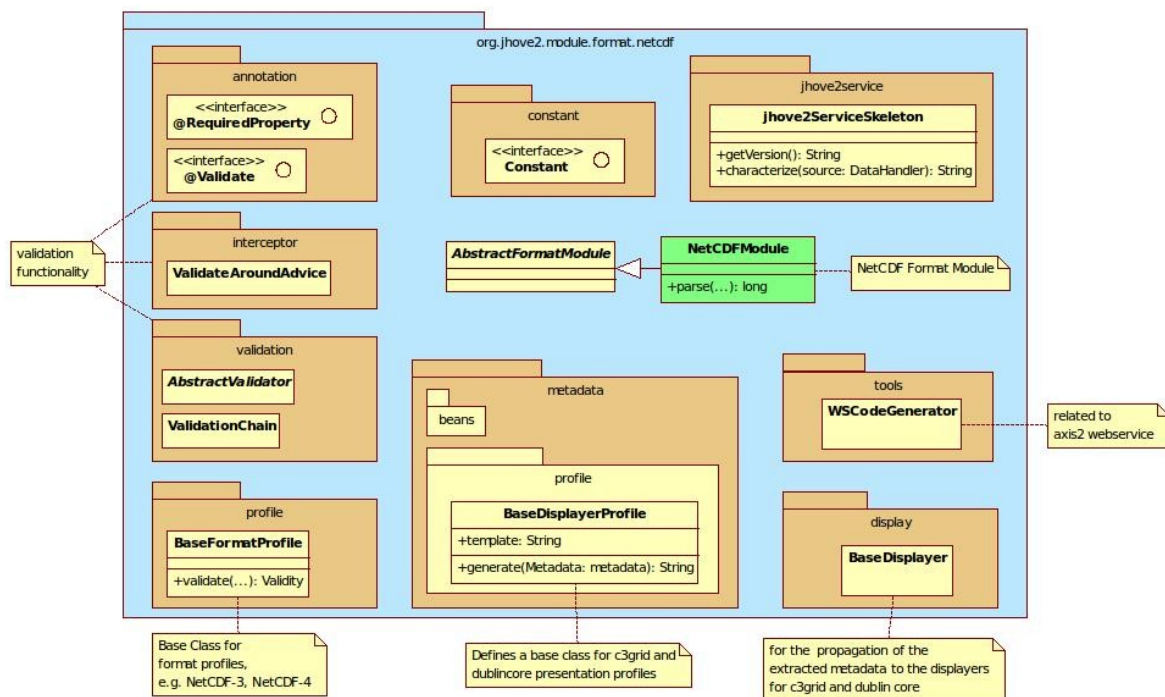 org.jhove2.module.format.netcdf
annotation
<<interface>>
@RequiredProperty
<<interface>>
@Validate
constant
<<interface>>
Constant
jhove2service
jhove2ServiceSkeleton
+getVersion(): String
+characterize(source: DataHandler): String
validation
functionality
interceptor
ValidateAroundAdvice
AbstractFormatModule
NetCDFModule
+parse(...): long
NetCDF Format Module
validation
AbstractValidator
ValidationChain
metadata
beans
profile
BaseDisplayerProfile
+template: String
+generate(Metadata: metadata): String
tools
WSCodeGenerator
related to
axis2 webservice
profile
BaseFormatProfile
+validate(...): Validity
display
BaseDisplayer
Base Class for
format profiles,
e.g. NetCDF-3, NetCDF-4
Defines a base class for c3grid and
dublincore presentation profiles
for the propagation of the
extracted metadata to the displayers
for c3grid and dublin core